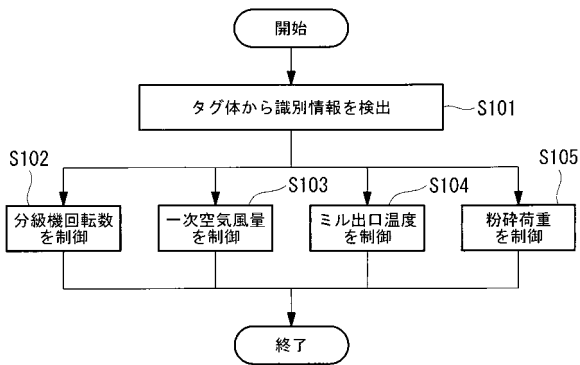 開始
タグ体から識別情報を検出
S101
S102
分級機回転数
を制御
S103
一次空気風量
を制御
S104
ミル出口温度
を制御
S105
粉砕荷重
を制御
終了